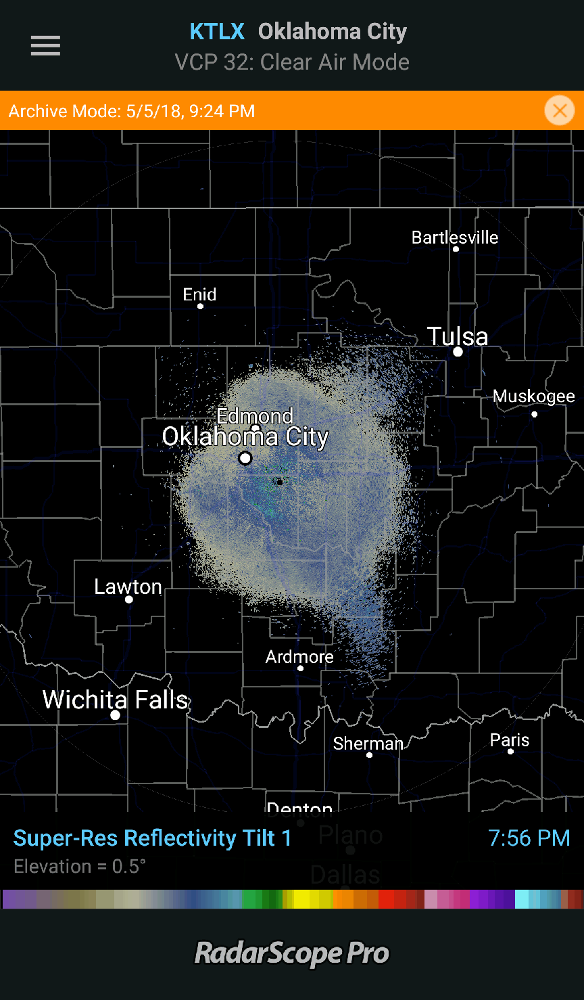 KTLX Oklahoma City
VCP 32: Clear Air Mode
Archive Mode: 5/5/18, 9:24 PM
Bartlesville
Enid
Tulsa
Muskogee
Edmond
Oklahoma City
Lawton
Ardmore
Wichita Falls
Sherman
Paris
Denton
Super-Res Reflectivity Tilt 1
7:56 PM
Plano
Elevation = 0.5°
Dallas
RadarScope Pro